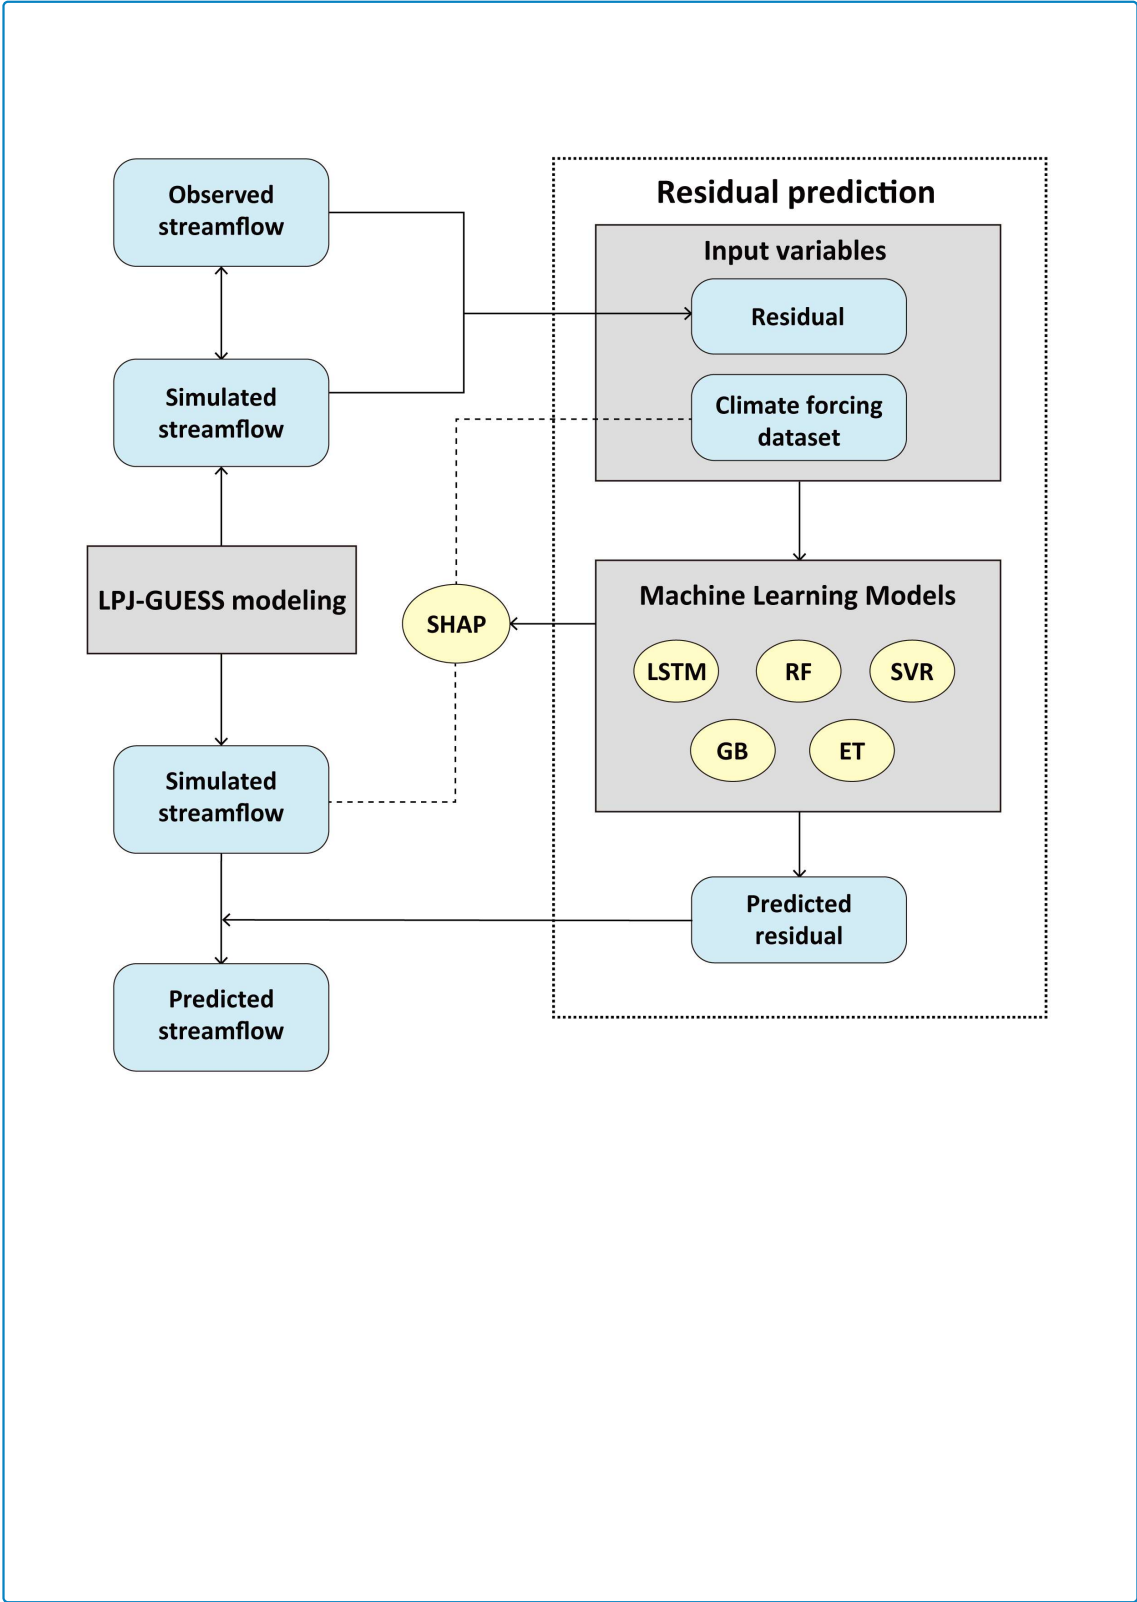 Observed
streamflow
Simulated
streamflow
LPJ-GUESS modeling
Simulated
streamflow
Predicted
streamflow
SHAP
Residual prediction
Input variables
Residual
Climate forcing
dataset
Machine Learning Models
LSTM
RF
SVR
GB
ET
Predicted
residual